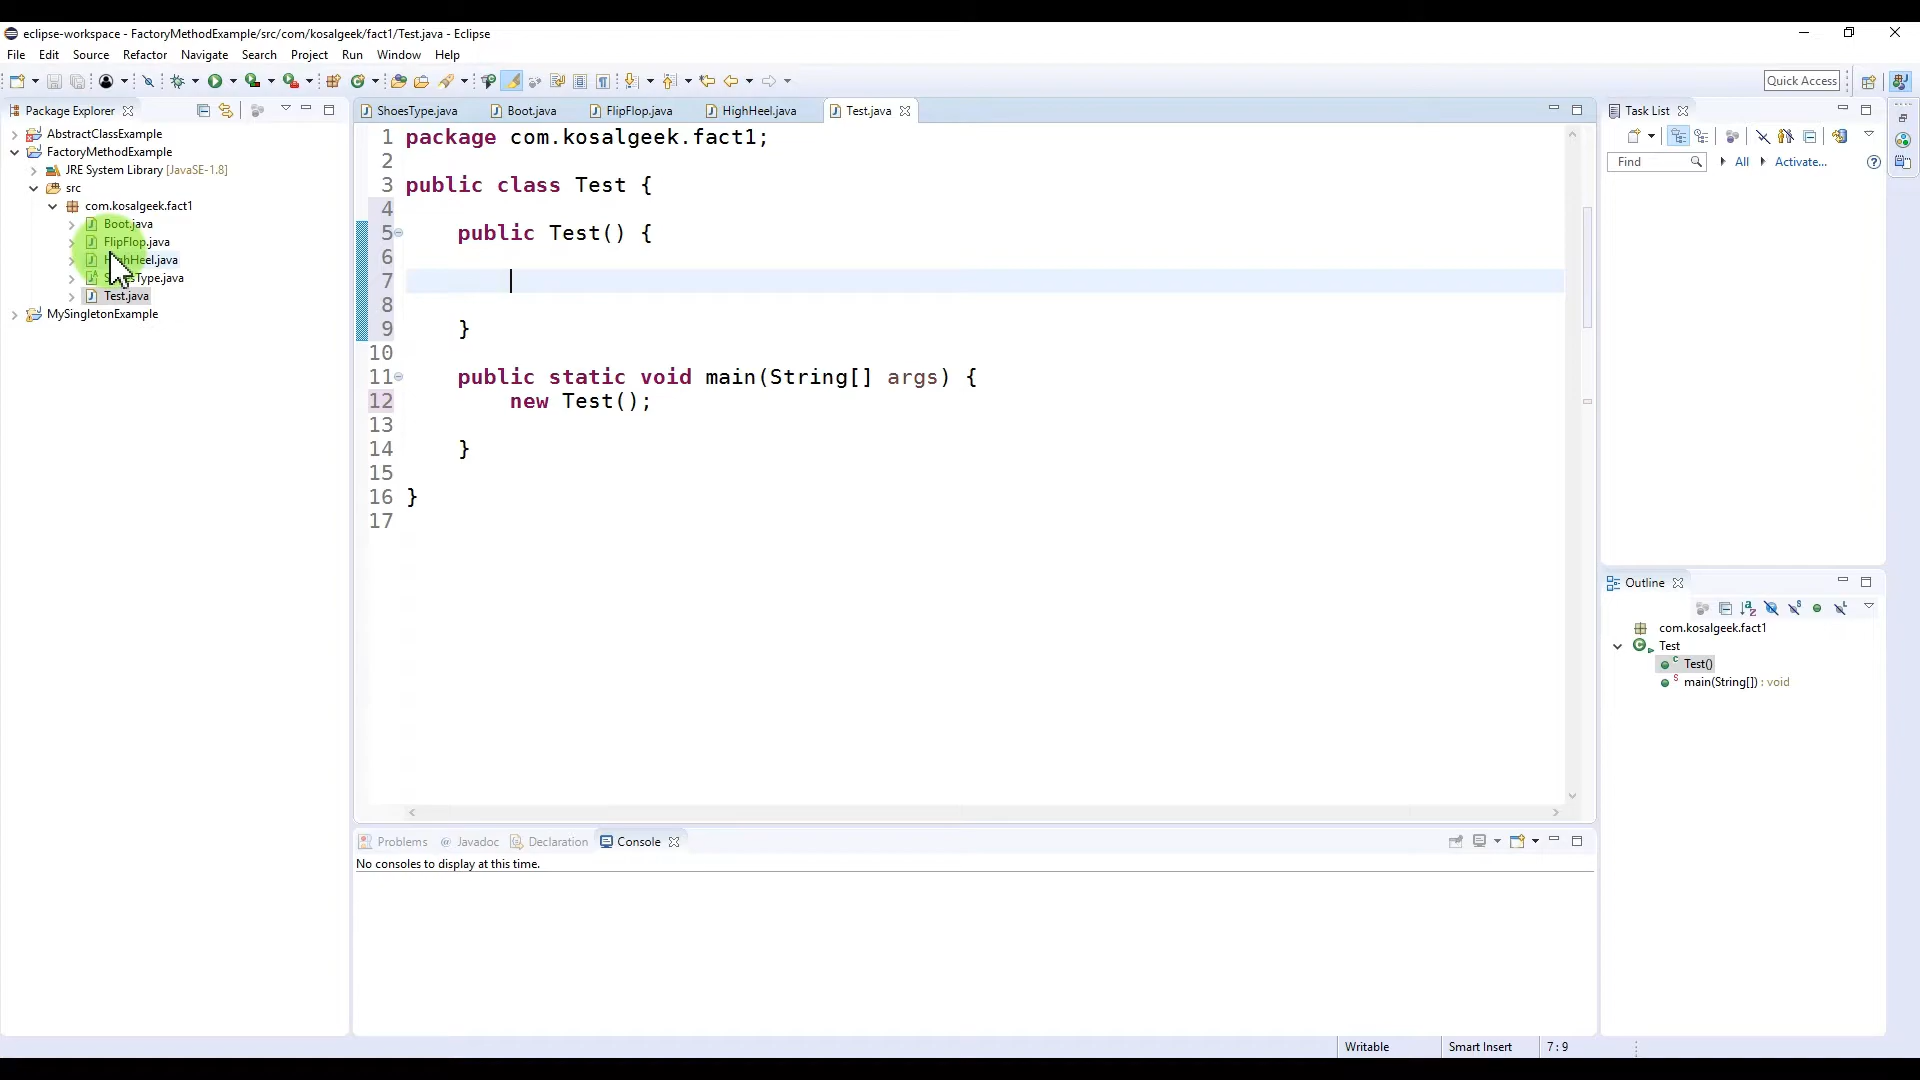 eclipse-workspace - FactoryMethodExample/src/com/kosalgeek/fact1/Test.java - Eclipse
File Edit Source Refactor Navigate Search Project Run Window Help
Quick Access
Package Explorer
AbstractClassExample
FactoryMethodExample
JRE System Library [JavaSE-1.8]
src
com.kosalgeek.fact1
Boot.java
FlipFlop.java
HighHeel.java
ShoesType.java
Test.java
MySingletonExample
ShoesType.java Boot.java FlipFlop.java HighHeel.java Test.java
1 package com.kosalgeek.fact1;
2
3 public class Test {
4
5 public Test() {
6
7
8
9 }
10
11 public static void main(String[] args) {
12 new Test();
13
14 }
15
16 }
17
Problems @ Javadoc Declaration Console
No consoles to display at this time.
Task List
Find All Activate...
Outline
com.kosalgeek.fact1
Test
Test()
main(String[]) : void
Writable Smart Insert 7 : 9